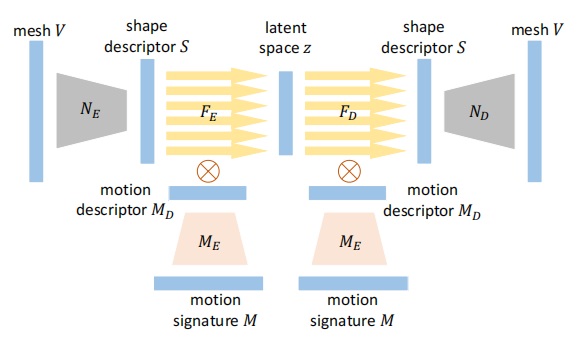 mesh V
shape
descriptor S
latent
space z
shape
descriptor S
mesh V
N_E
F_E
F_D
N_D
motion
descriptor M_D
motion
descriptor M_D
M_E
M_E
motion
signature M
motion
signature M